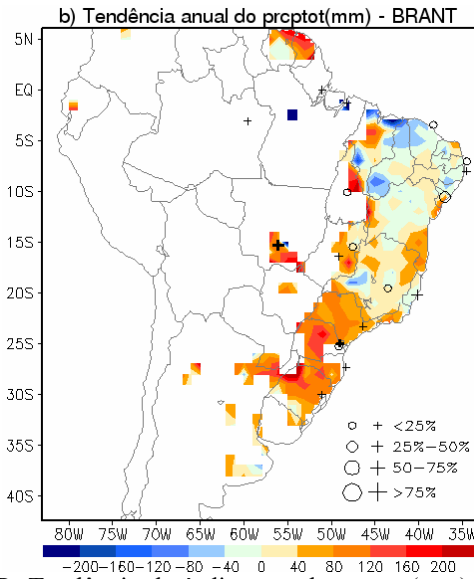 b) Tendência anual do prcptot(mm) - BRANT
5N
EQ
5S
10S
15S
20S
25S
30S
35S
40S
<25%
25%-50%
50-75%
>75%
80W 75W 70W 65W 60W 55W 50W 45W 40W 35W
-200-160-120-80 -40 0 40 80 120 160 200